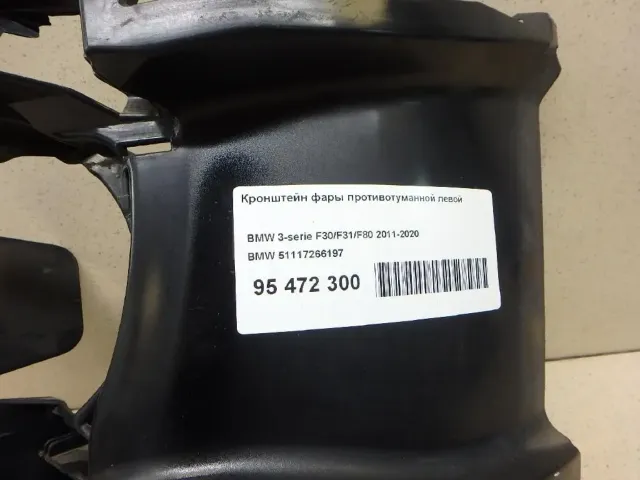 Кронштейн фары противотуманной левой
BMW 3-serie F30/F31/F80 2011-2020
BMW 51117266197
95 472 300